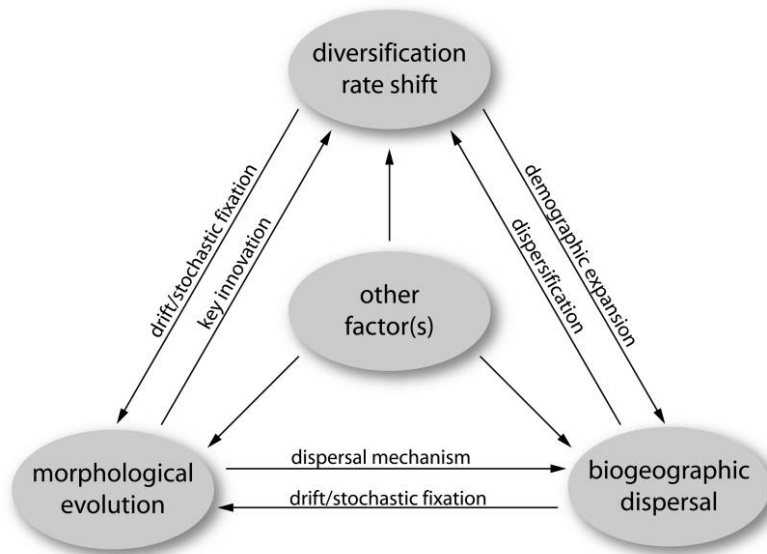 diversification
rate shift
drift/stochastic fixation
key innovation
dispersification
demographic expansion
other
factor(s)
morphological
evolution
dispersal mechanism
drift/stochastic fixation
biogeographic
dispersal